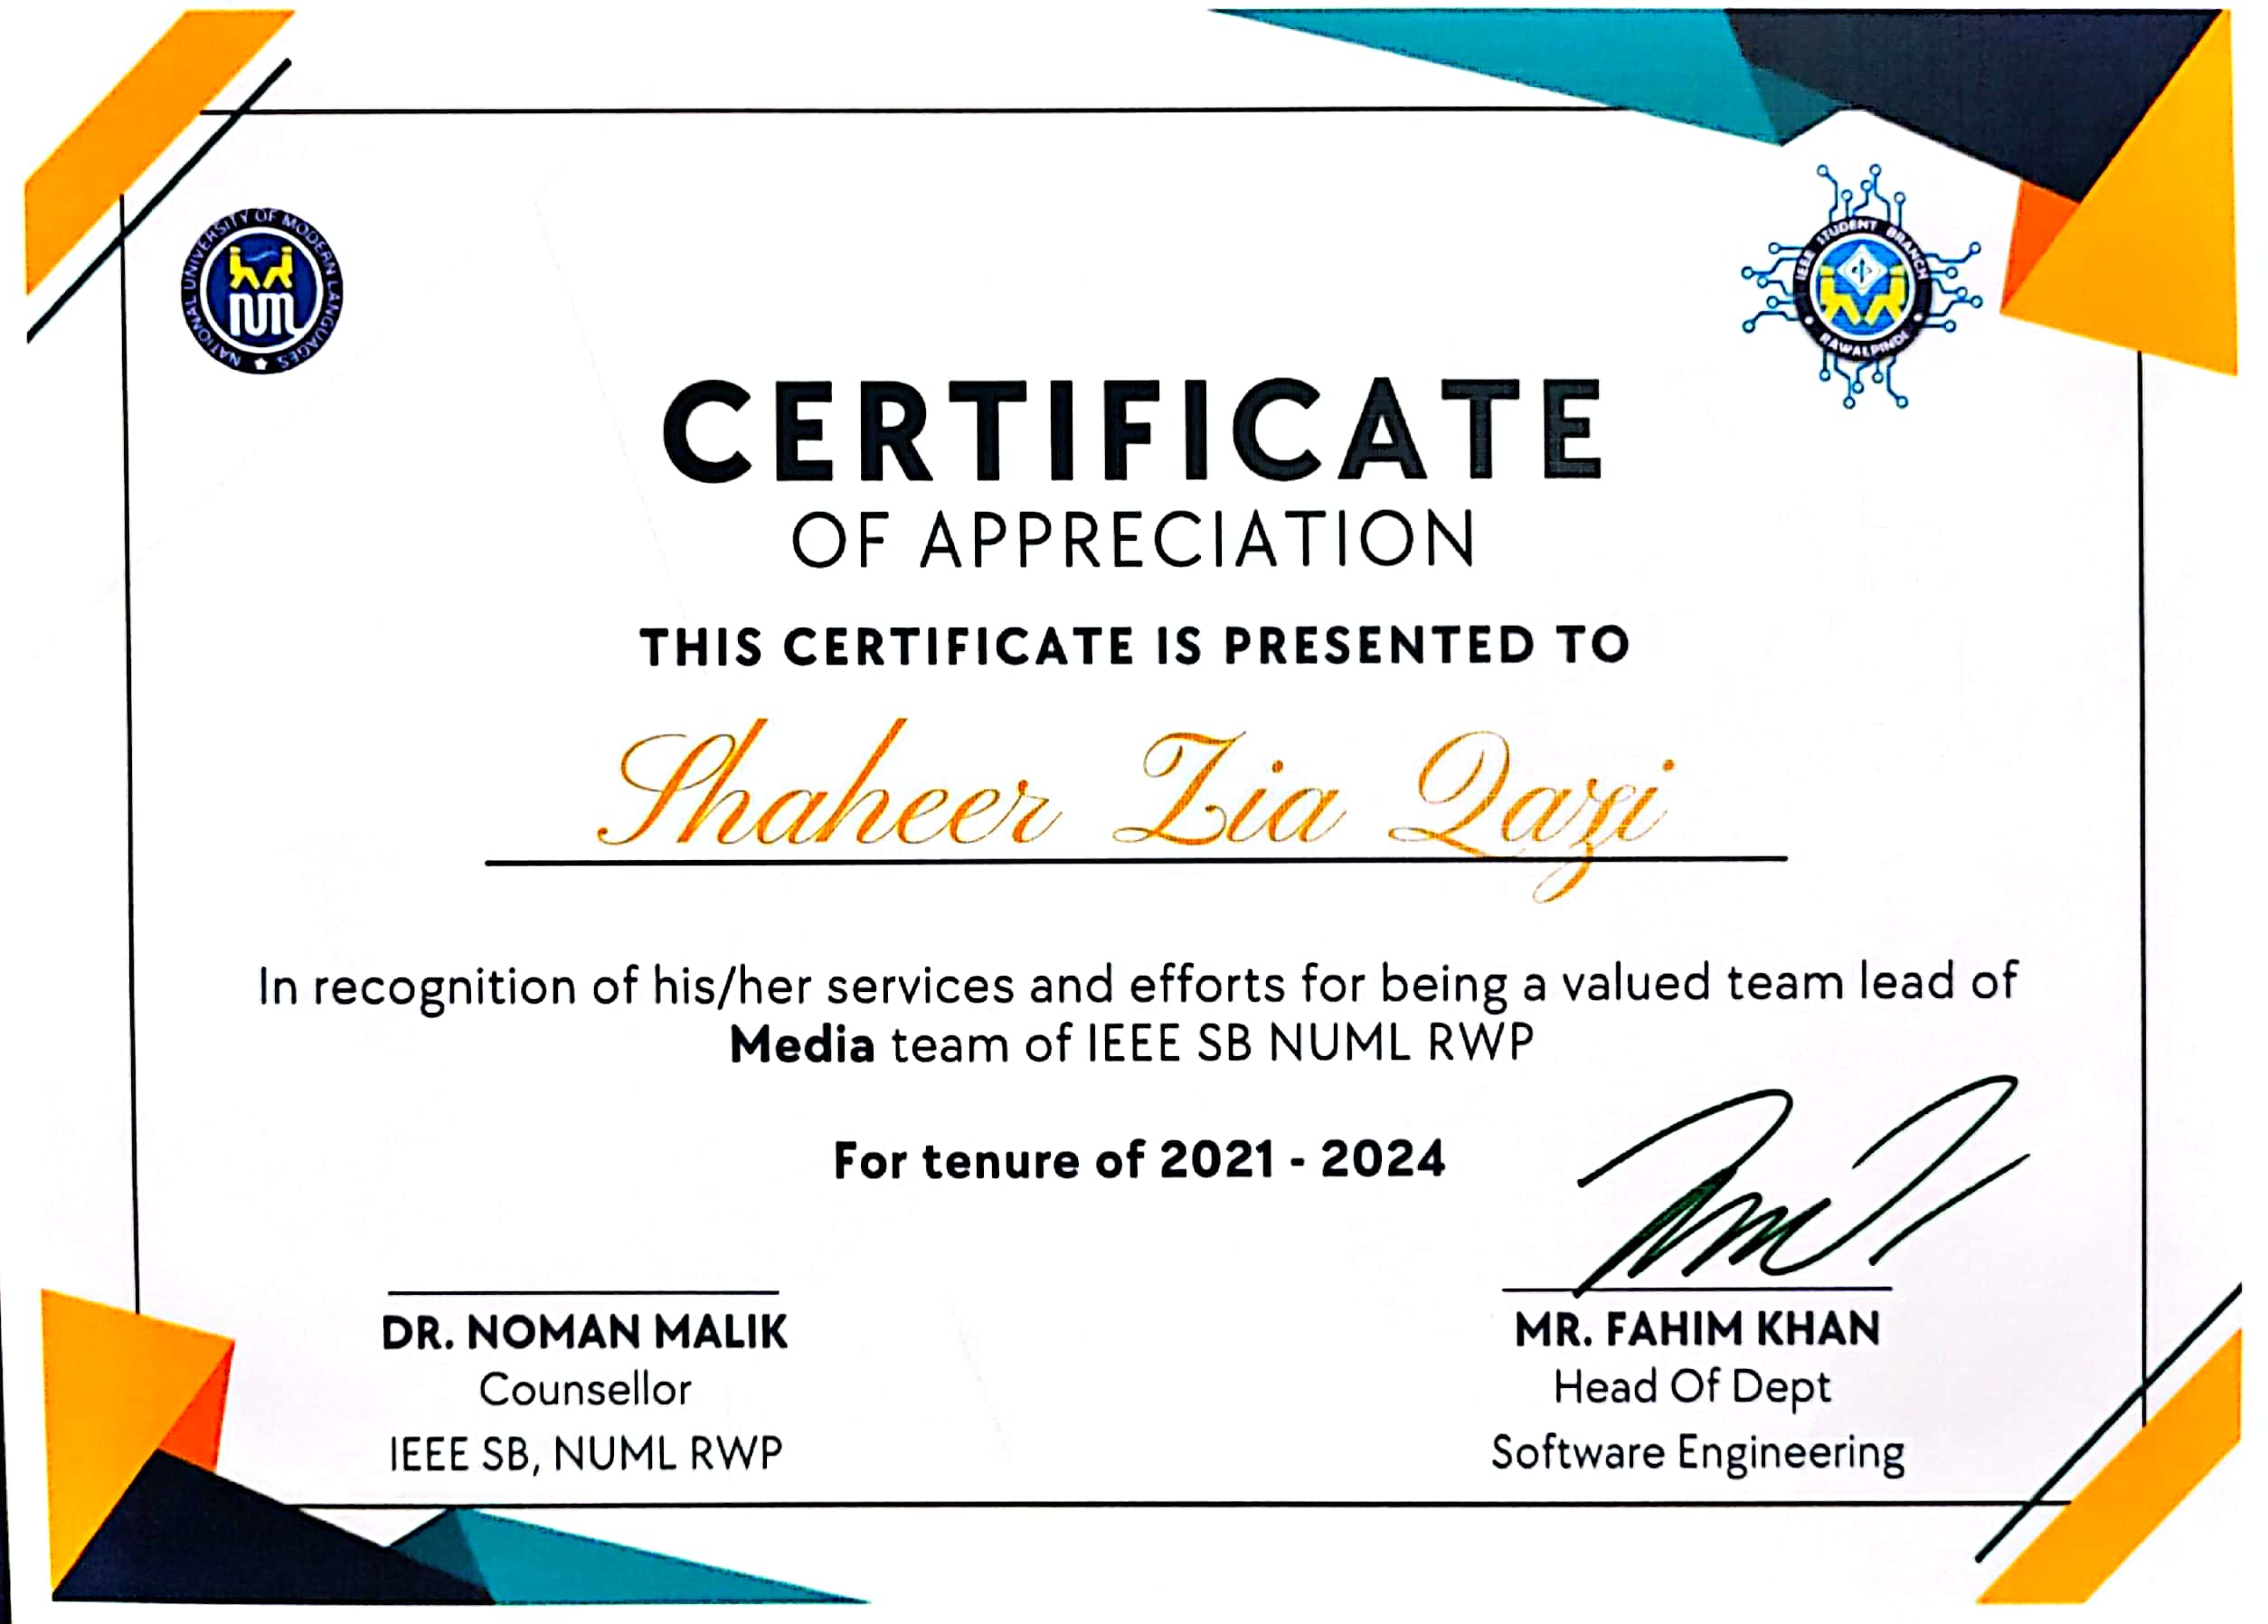 NATIONAL UNIVERSITY OF MODERN LANGUAGES
IEEE STUDENT BRANCH
RAWALPINDI
CERTIFICATE
OF APPRECIATION
THIS CERTIFICATE IS PRESENTED TO
Shaheer Zia Qazi
In recognition of his/her services and efforts for being a valued team lead of
Media team of IEEE SB NUML RWP
For tenure of 2021 - 2024
DR. NOMAN MALIK
Counsellor
IEEE SB, NUML RWP
MR. FAHIM KHAN
Head Of Dept
Software Engineering